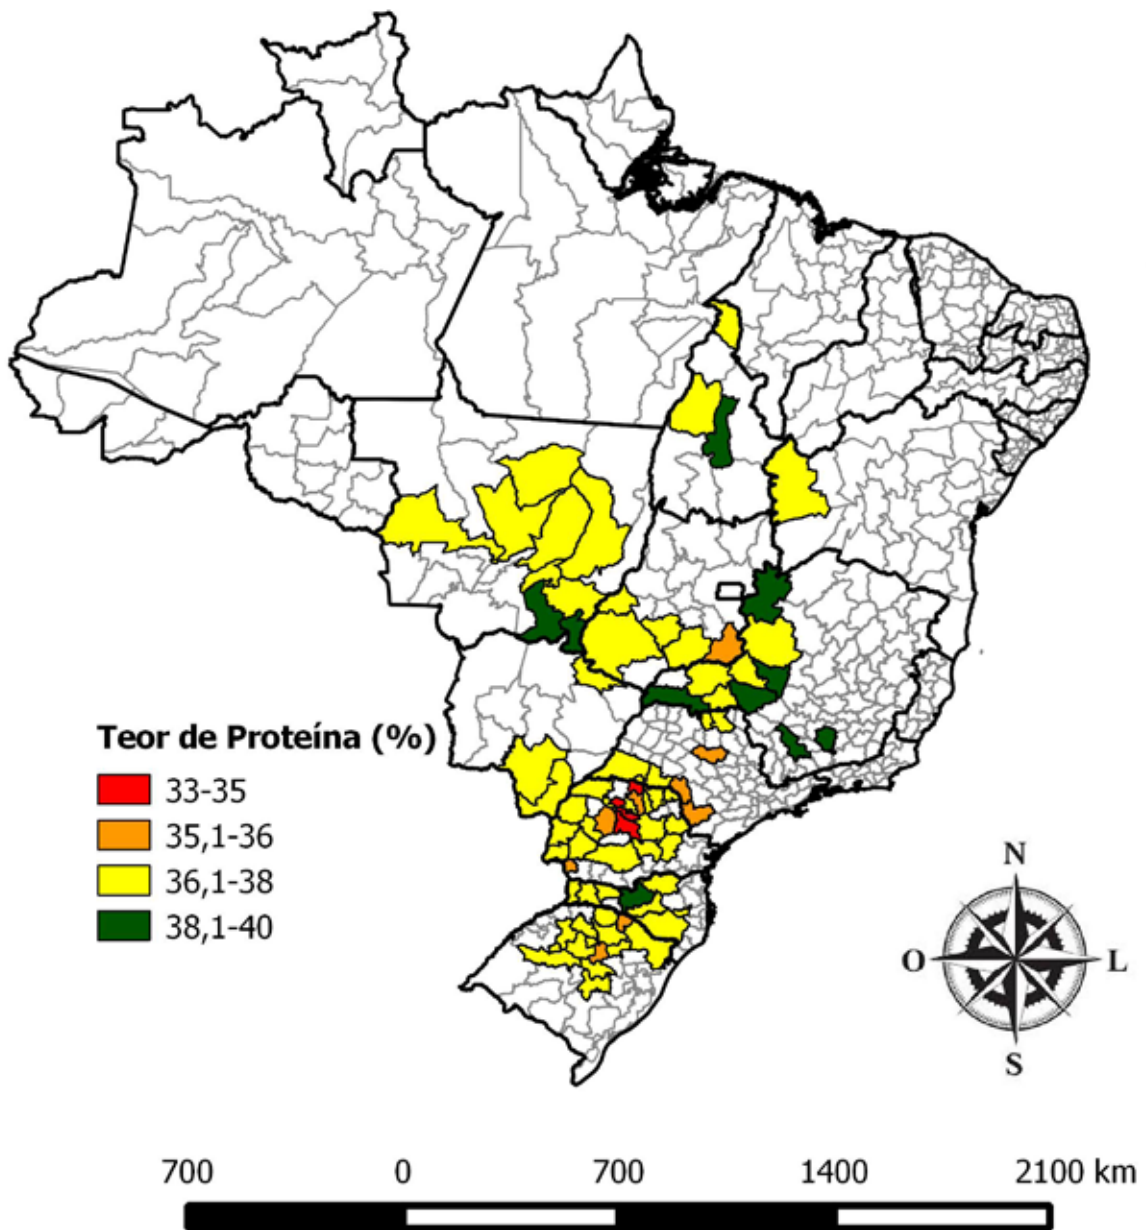 Teor de Proteína (%)
33-35
35,1-36
36,1-38
38,1-40
N
O L
S
700 0 700 1400 2100 km